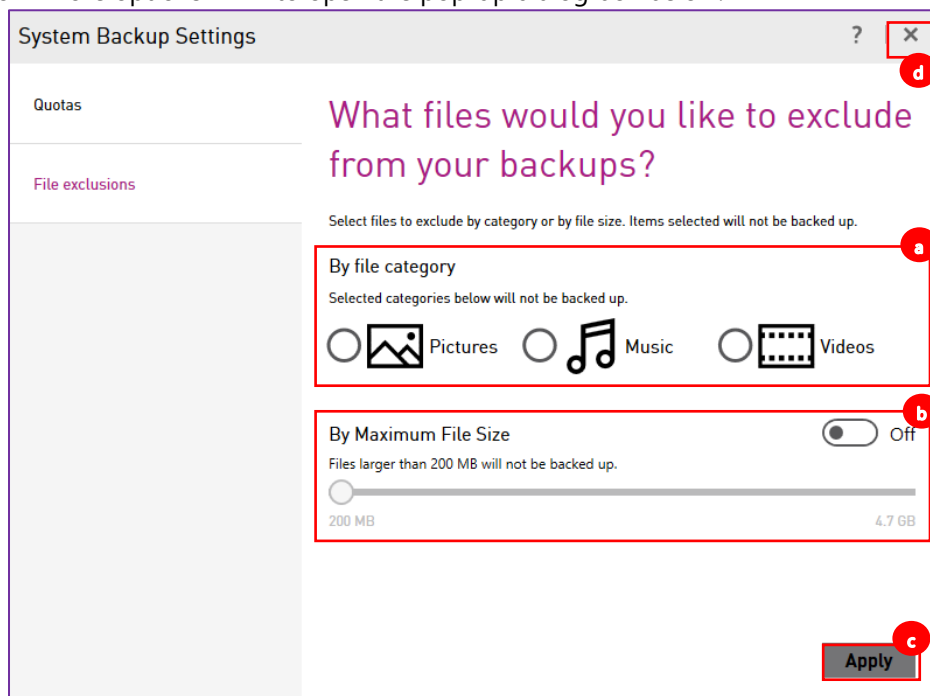 System Backup Settings ? ×
d
Quotas
What files would you like to exclude
from your backups?
File exclusions
Select files to exclude by category or by file size. Items selected will not be backed up.
a
By file category
Selected categories below will not be backed up.
Pictures Music Videos
b
By Maximum File Size Off
Files larger than 200 MB will not be backed up.
200 MB 4.7 GB
c
Apply